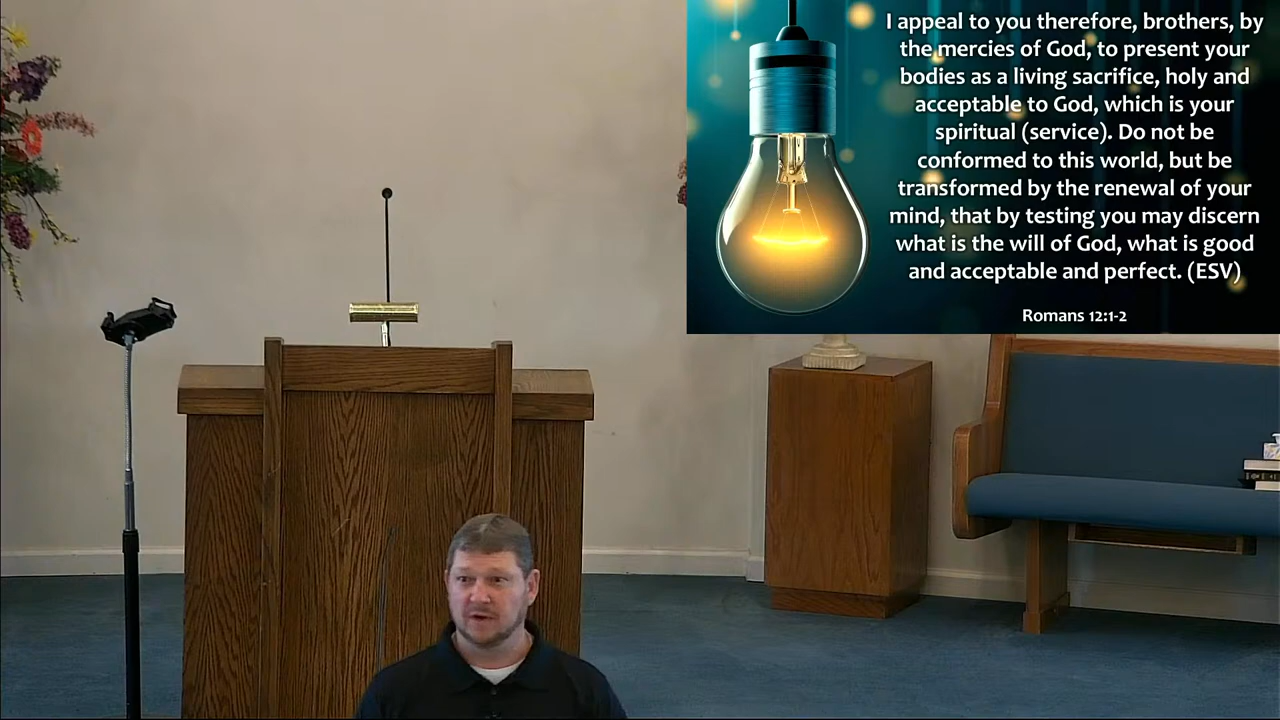 I appeal to you therefore, brothers, by
the mercies of God, to present your
bodies as a living sacrifice, holy and
acceptable to God, which is your
spiritual (service). Do not be
conformed to this world, but be
transformed by the renewal of your
mind, that by testing you may discern
what is the will of God, what is good
and acceptable and perfect. (ESV)
Romans 12:1-2